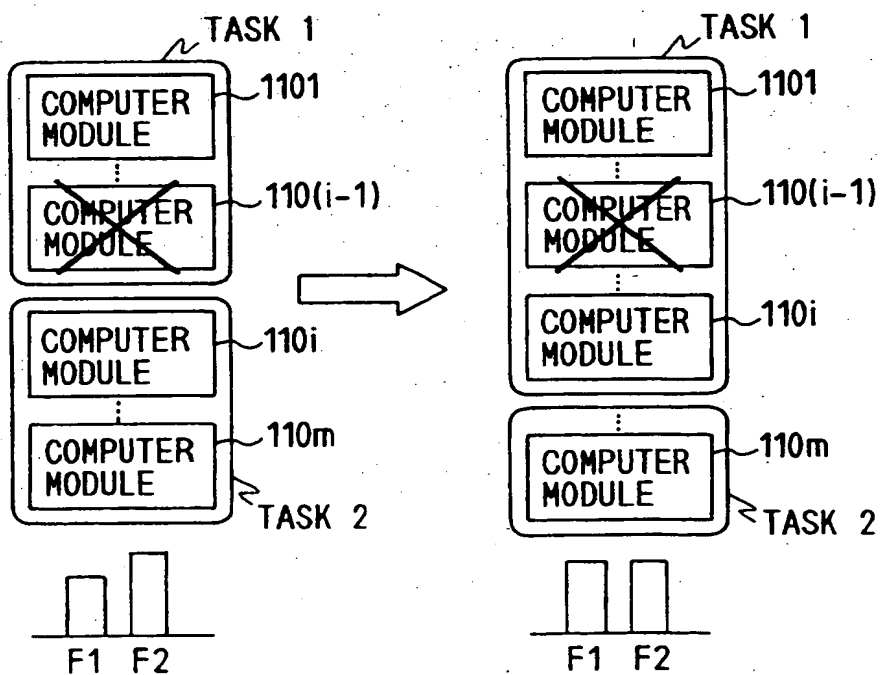 TASK 1
COMPUTER
MODULE
1101
COMPUTER
MODULE
110(i-1)
COMPUTER
MODULE
110i
COMPUTER
MODULE
110m
TASK 2
F1 F2
TASK 1
COMPUTER
MODULE
1101
COMPUTER
MODULE
110(i-1)
COMPUTER
MODULE
110i
COMPUTER
MODULE
110m
TASK 2
F1 F2